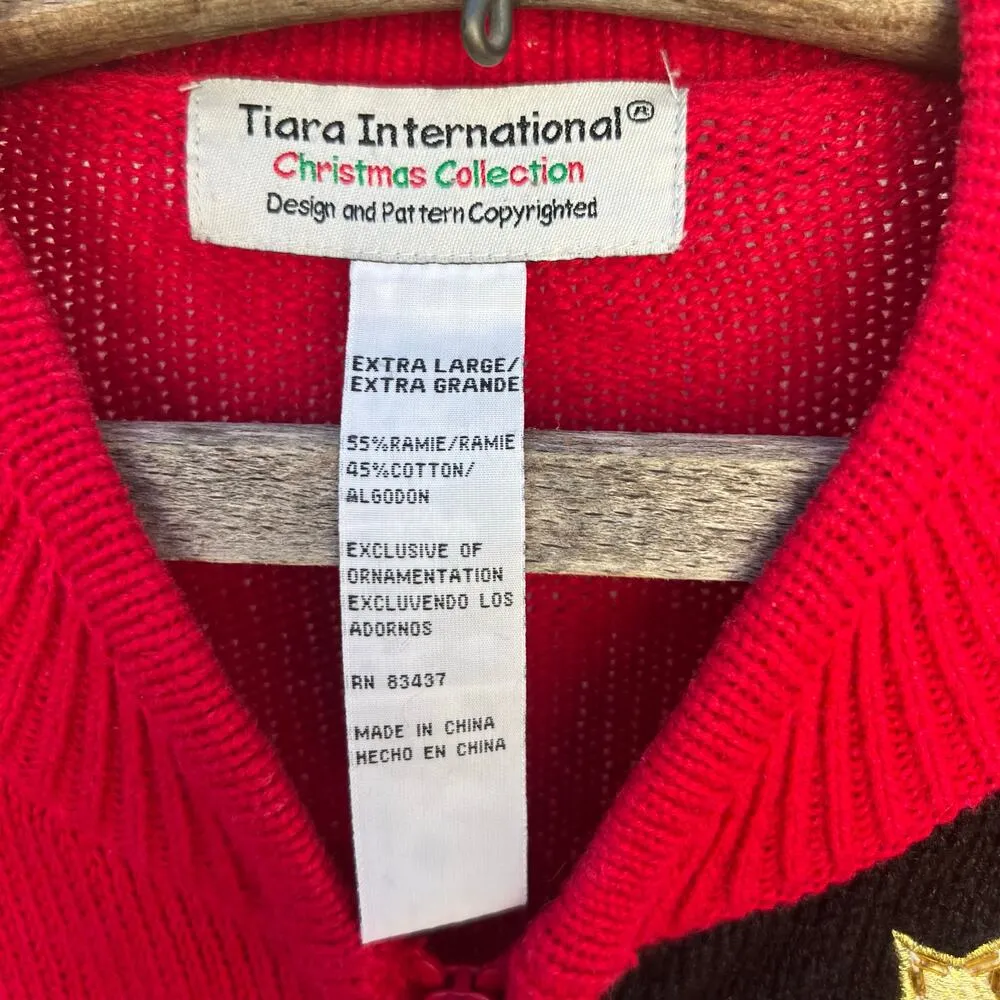 Tiara International®
Christmas Collection
Design and Pattern Copyrighted
EXTRA LARGE/
EXTRA GRANDE
55%RAMIE/RAMIE
45%COTTON/
ALGODON
EXCLUSIVE OF
ORNAMENTATION
EXCLUVENDO LOS
ADORNOS
RN 83437
MADE IN CHINA
HECHO EN CHINA